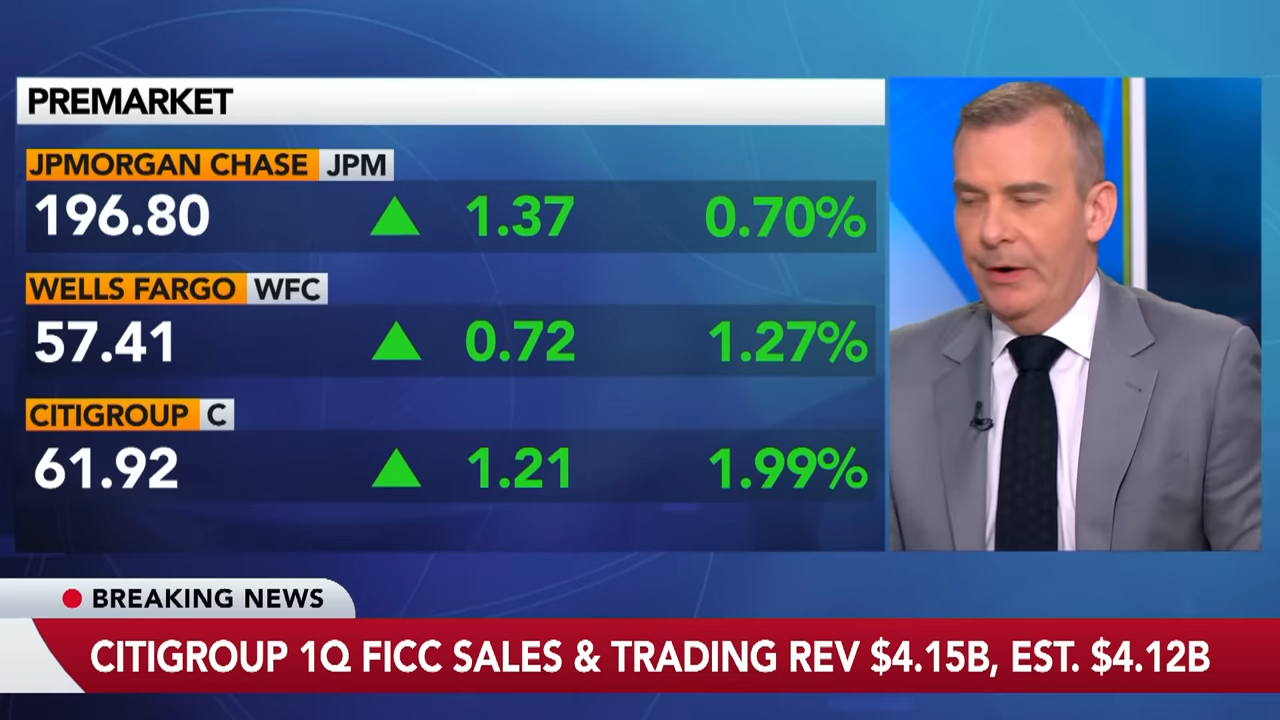 PREMARKET
JPMORGAN CHASE JPM
196.80 ▲ 1.37 0.70%
WELLS FARGO WFC
57.41 ▲ 0.72 1.27%
CITIGROUP C
61.92 ▲ 1.21 1.99%
BREAKING NEWS
CITIGROUP 1Q FICC SALES & TRADING REV $4.15B, EST. $4.12B